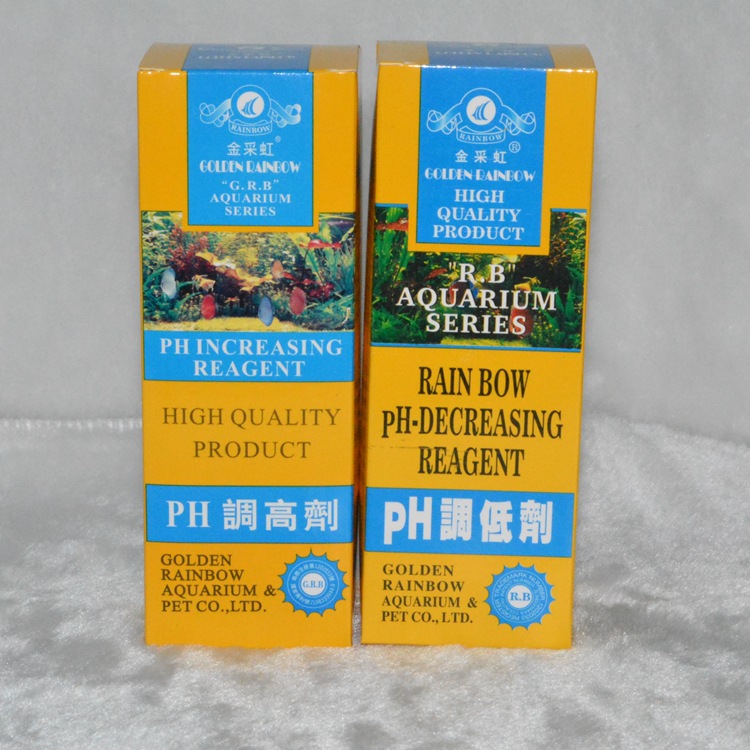 RAINBOW
金采虹®
GOLDEN RAINBOW
"G.R.B"
AQUARIUM
SERIES
PH INCREASING
REAGENT
HIGH QUALITY
PRODUCT
PH 調高劑
GOLDEN
RAINBOW
AQUARIUM &
PET CO.,LTD.
G.R.B
RAINBOW
金采虹®
GOLDEN RAINBOW
HIGH
QUALITY
PRODUCT
"R.B"
AQUARIUM
SERIES
RAIN BOW
pH-DECREASING
REAGENT
pH調低劑
GOLDEN
RAINBOW
AQUARIUM &
PET CO., LTD.
R.B